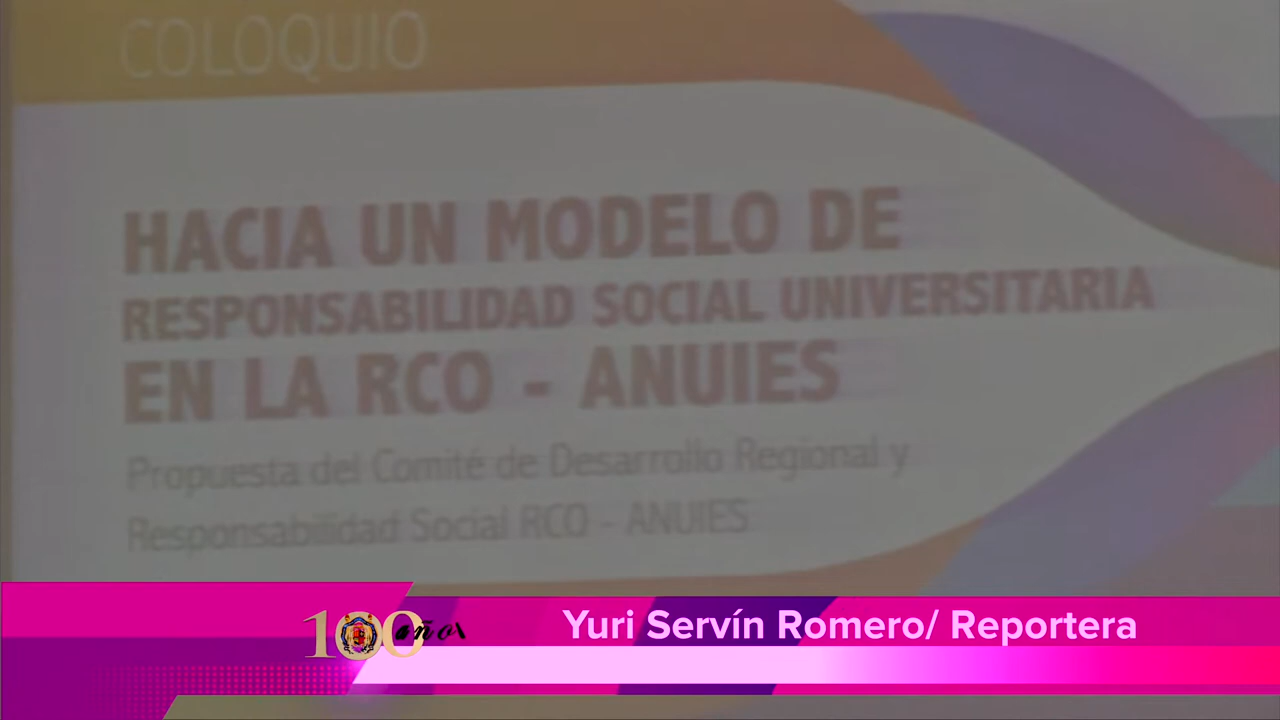 COLOQUIO
HACIA UN MODELO DE
RESPONSABILIDAD SOCIAL UNIVERSITARIA
EN LA RCO - ANUIES
Propuesta del Comité de Desarrollo Regional y
Responsabilidad Social RCO - ANUIES
100 años
Yuri Servín Romero/ Reportera